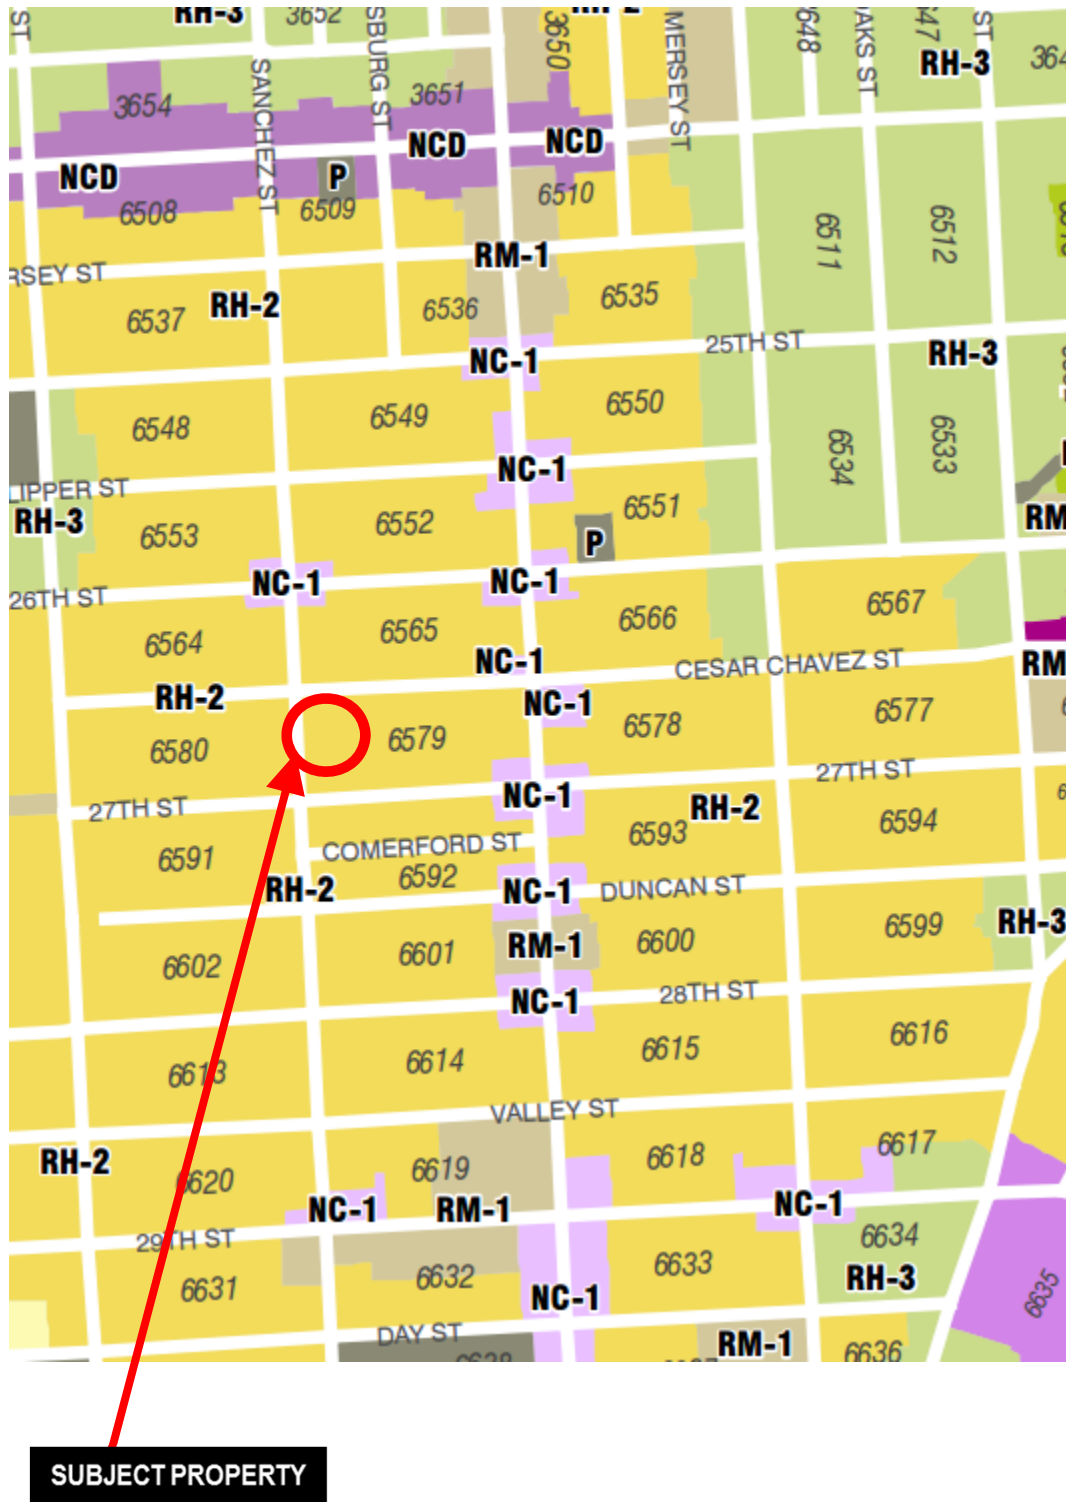 ST
RH-3
3652
SBURG ST
3650
MERSEY ST
3648
OAKS ST
ST
RH-3
SANCHEZ ST
3654
3651
NCD
NCD
NCD
P
6508
6509
6510
6511
6512
RM-1
RSEY ST
RH-2
6537
6536
6535
25TH ST
NC-1
RH-3
6548
6549
6550
6534
6533
NC-1
LIPPER ST
RH-3
6553
6552
6551
P
RM
NC-1
NC-1
26TH ST
6564
6565
6566
6567
NC-1
CESAR CHAVEZ ST
RM
RH-2
NC-1
6580
6579
6578
6577
27TH ST
27TH ST
NC-1
RH-2
6591
COMERFORD ST
6593
6594
RH-2
6592
NC-1
DUNCAN ST
6602
6601
RM-1
6600
6599
RH-3
NC-1
28TH ST
6613
6614
6615
6616
VALLEY ST
RH-2
6620
6619
6618
6617
NC-1
RM-1
NC-1
29TH ST
6634
6631
6632
6633
RH-3
6635
NC-1
DAY ST
RM-1
6636
SUBJECT PROPERTY